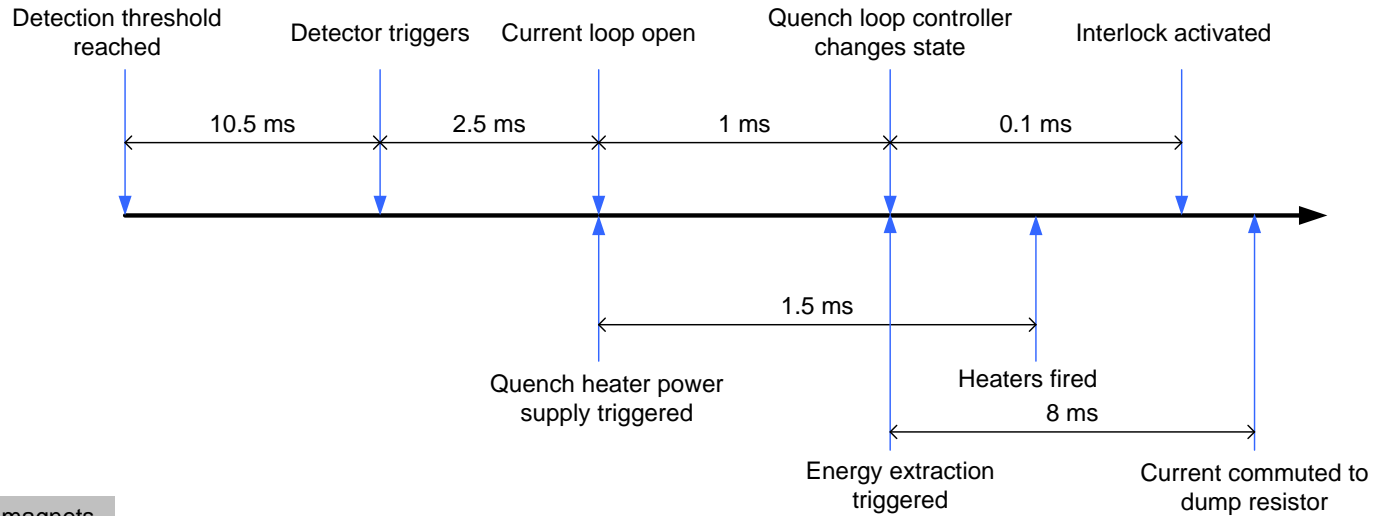 Detection threshold
reached
Detector triggers
Current loop open
Quench loop controller
changes state
Interlock activated
10.5 ms
2.5 ms
1 ms
0.1 ms
1.5 ms
Quench heater power
supply triggered
Heaters fired
8 ms
Energy extraction
triggered
Current commuted to
dump resistor
magnets